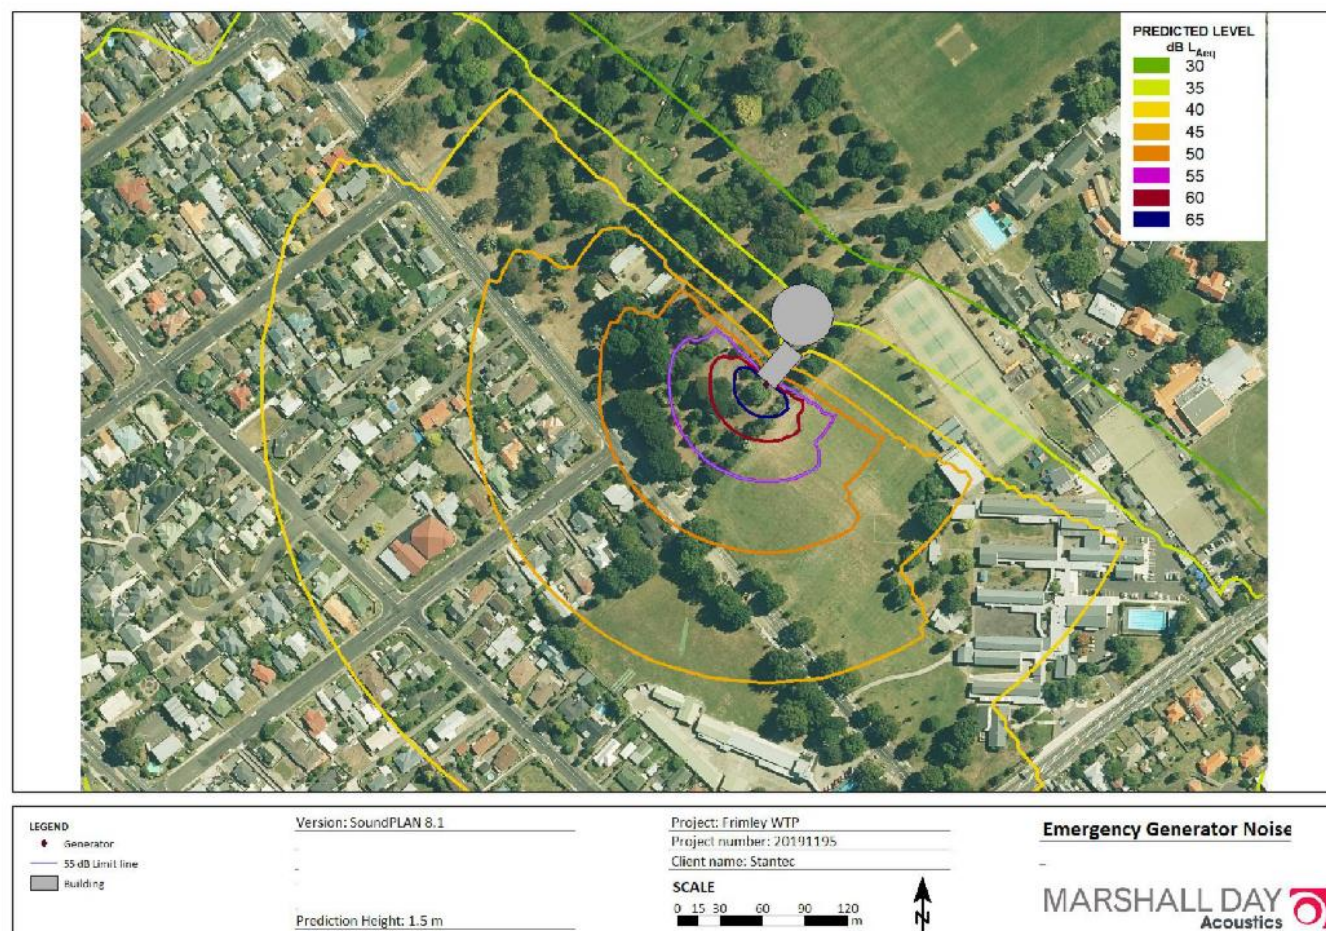 PREDICTED LEVEL
dB LAeq
30
35
40
45
50
55
60
65
LEGEND
Generator
55 dB Limit line
Building
Version: SoundPLAN 8.1
-
-
-
Prediction Height: 1.5 m
Project: Frimley WTP
Project number: 20191195
Client name: Stantec
SCALE
0 15 30 60 90 120
m
N
Emergency Generator Noise
-
MARSHALL DAY
Acoustics